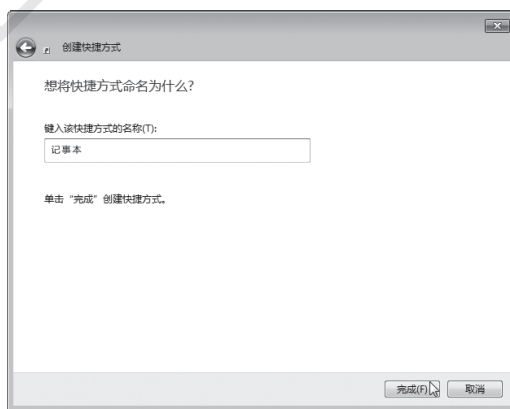 创建快捷方式
想将快捷方式命名为什么?
键入该快捷方式的名称(T):
记事本
单击“完成”创建快捷方式。
完成(F) 取消